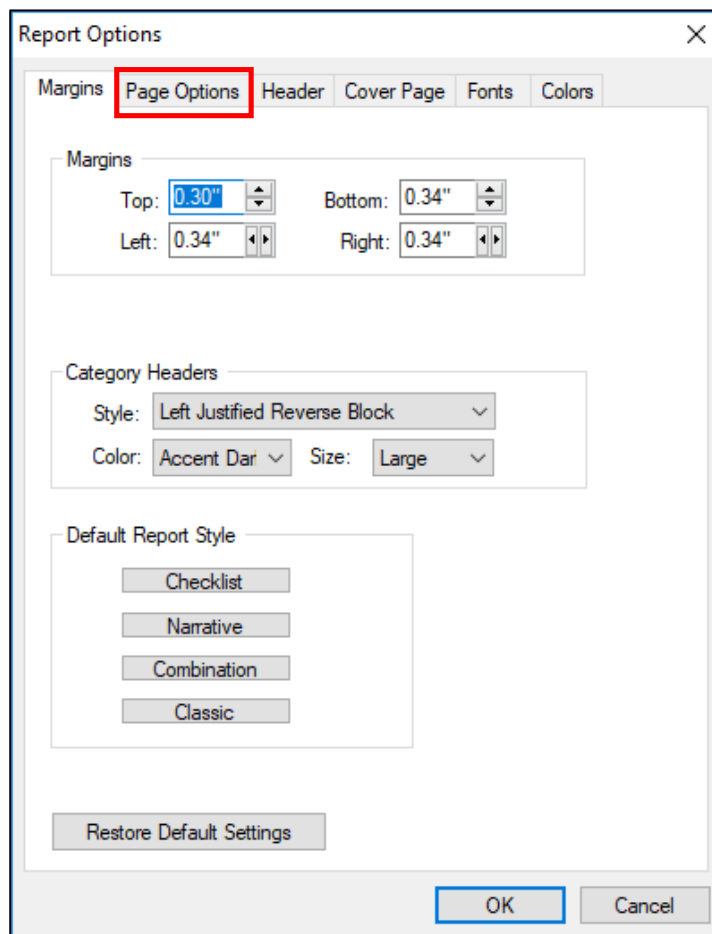 Report Options
Margins Page Options Header Cover Page Fonts Colors
Margins
Top: 0.30" Bottom: 0.34"
Left: 0.34" Right: 0.34"
Category Headers
Style: Left Justified Reverse Block
Color: Accent Dar Size: Large
Default Report Style
Checklist
Narrative
Combination
Classic
Restore Default Settings
OK Cancel